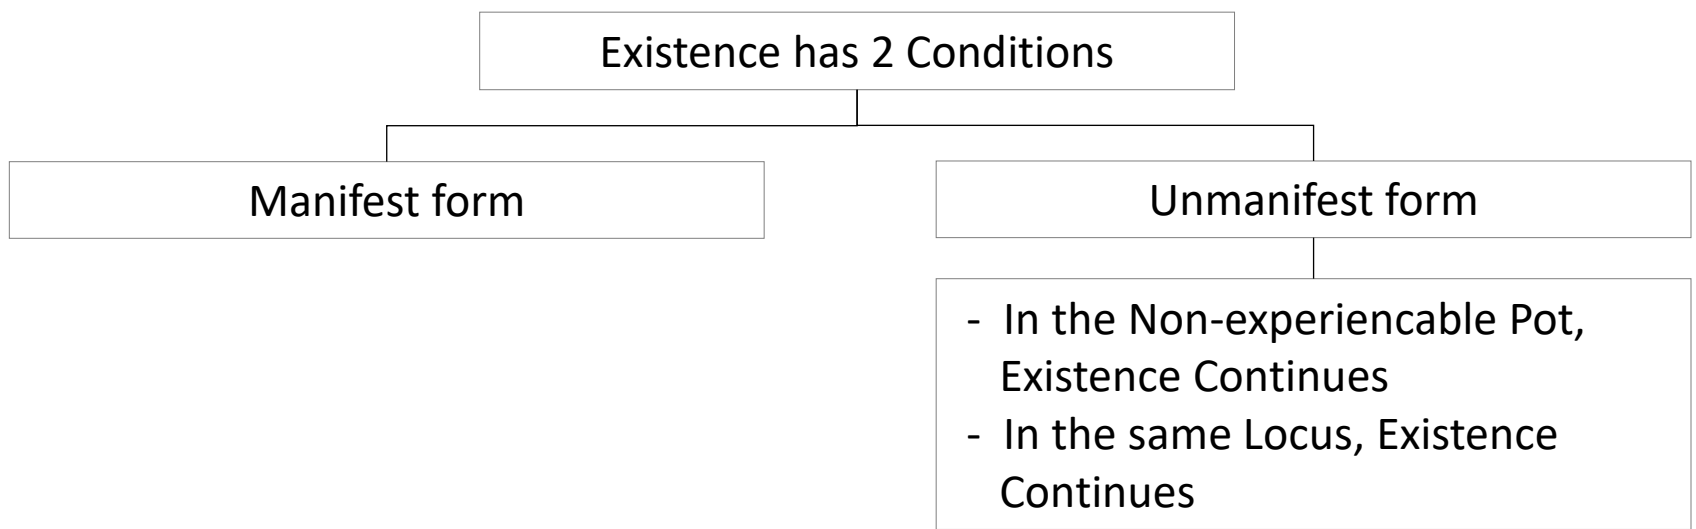 Existence has 2 Conditions
Manifest form
Unmanifest form
- In the Non-experiencable Pot,
Existence Continues
- In the same Locus, Existence
Continues